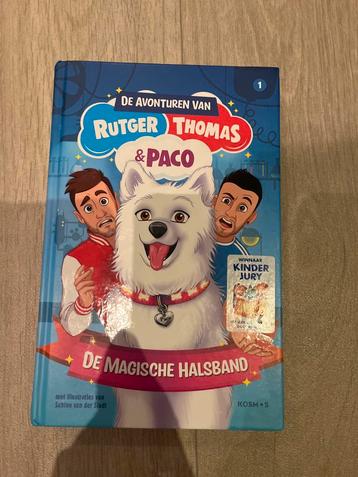 1
DE AVONTUREN VAN
RUTGER THOMAS
& PACO
WINNAAR
KINDER
JURY
DE MAGISCHE HALSBAND
met illustraties van
Sabine van der Stadt
KOSMOS